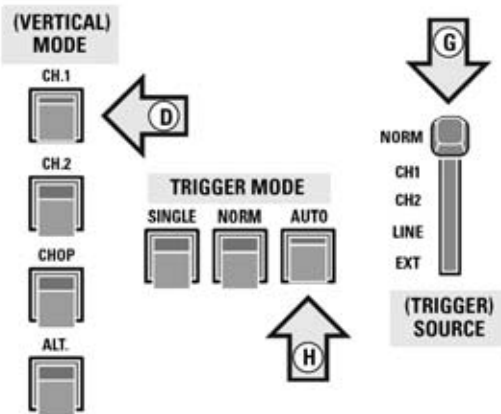 (VERTICAL)
MODE
CH.1
D
CH.2
CHOP
ALT.
TRIGGER MODE
SINGLE NORM AUTO
H
G
NORM
CH1
CH2
LINE
EXT
(TRIGGER)
SOURCE